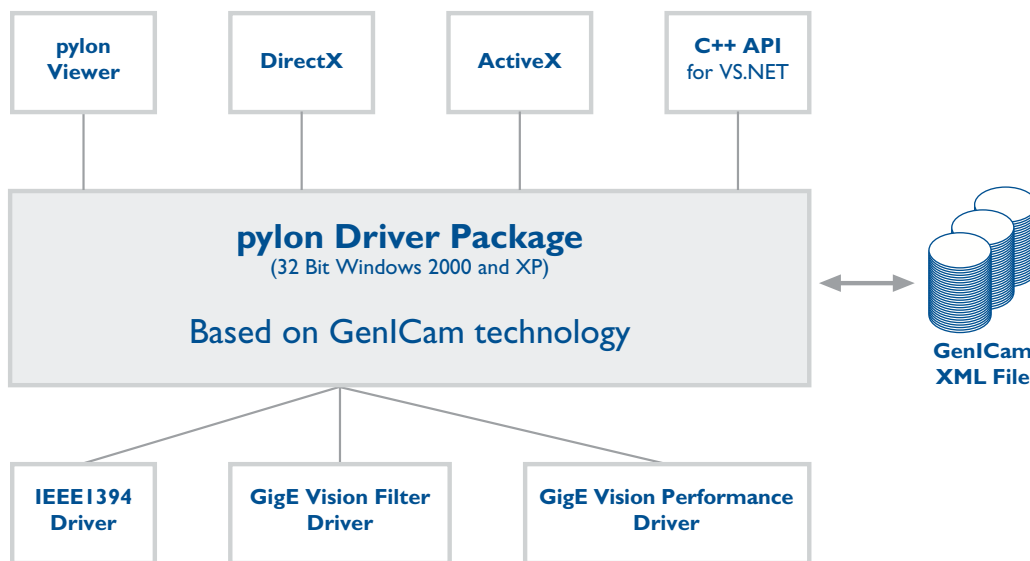 pylon
Viewer
DirectX
ActiveX
C++ API
for VS.NET
pylon Driver Package
(32 Bit Windows 2000 and XP)
Based on GenICam technology
GenICam
XML File
IEEE1394
Driver
GigE Vision Filter
Driver
GigE Vision Performance
Driver